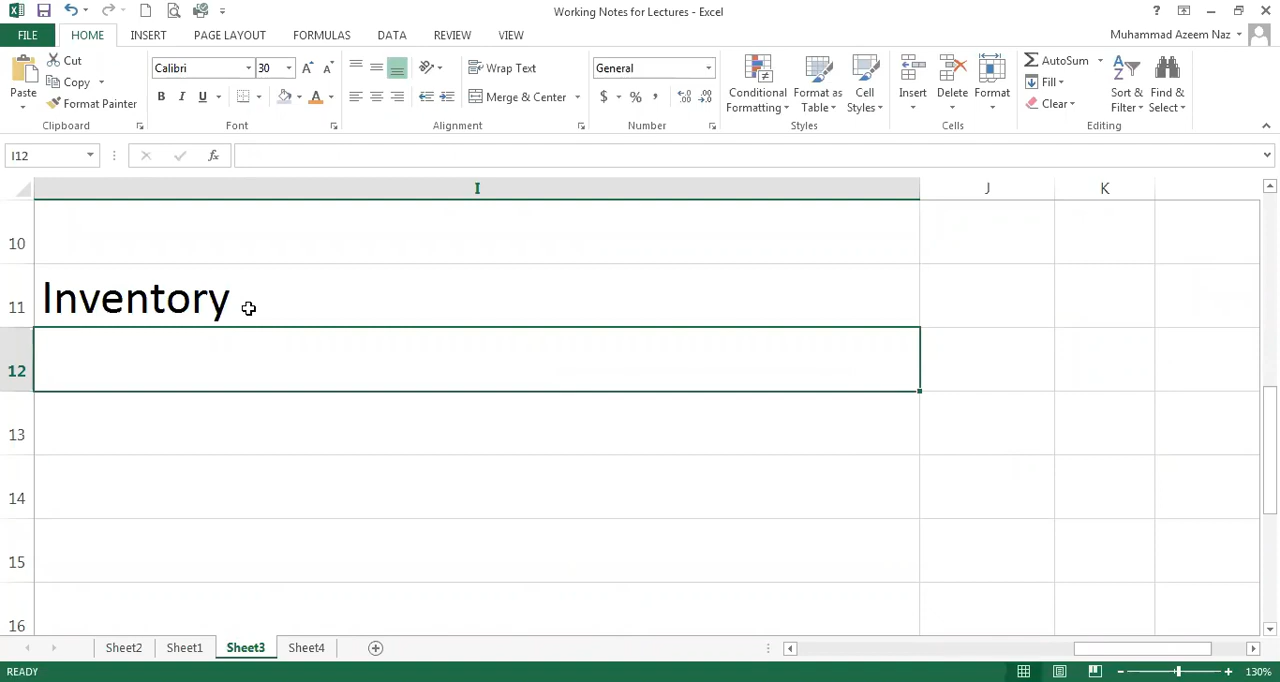 Working Notes for Lectures - Excel
?
FILE
HOME
INSERT
PAGE LAYOUT
FORMULAS
DATA
REVIEW
VIEW
Muhammad Azeem Naz
Paste
Cut
Copy
Format Painter
Clipboard
Calibri
30
B I U
Font
Wrap Text
Merge & Center
Alignment
General
$ % ,
Number
Conditional
Formatting
Format as
Table
Cell
Styles
Styles
Insert
Delete
Format
Cells
AutoSum
Fill
Clear
Sort &
Filter
Find &
Select
Editing
I12
fx
I J K
10
11 Inventory
12
13
14
15
16
Sheet2 Sheet1 Sheet3 Sheet4
READY
130%